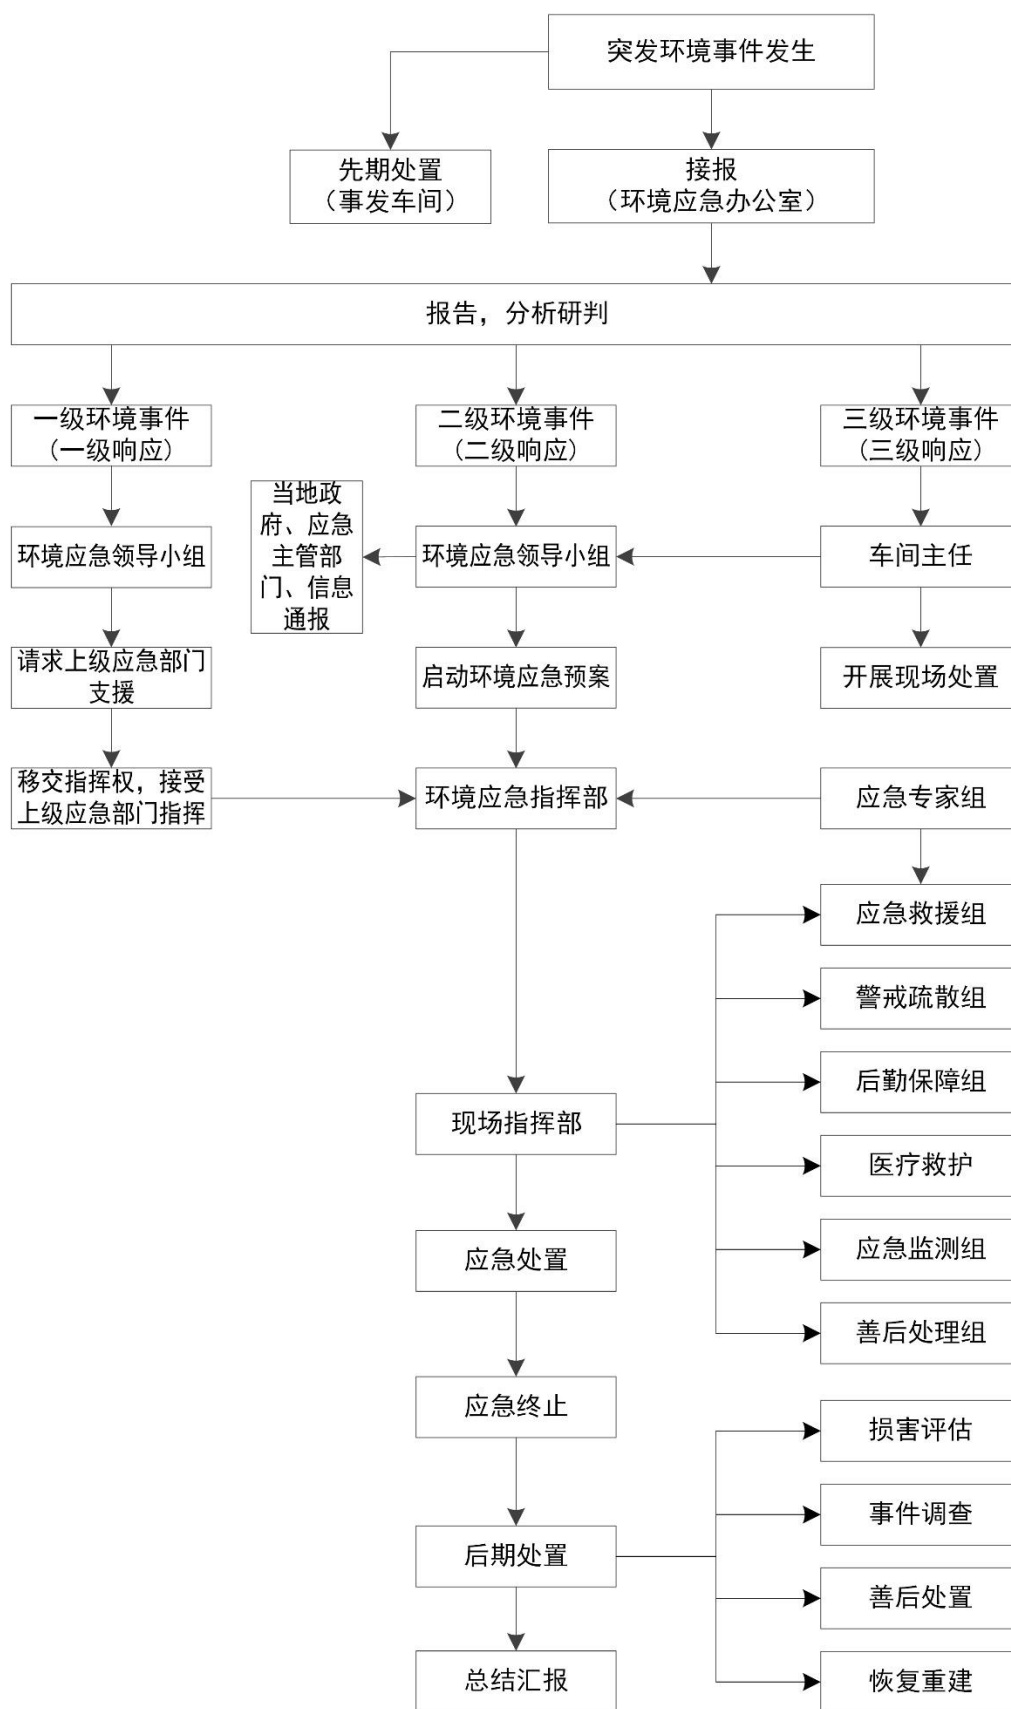 突发环境事件发生
先期处置
（事发车间）
接报
（环境应急办公室）
报告，分析研判
一级环境事件
(一级响应)
二级环境事件
(二级响应)
三级环境事件
(三级响应)
当地政
府、应急
主管部
门、信息
通报
环境应急领导小组
环境应急领导小组
车间主任
请求上级应急部门
支援
启动环境应急预案
开展现场处置
移交指挥权，接受
上级应急部门指挥
环境应急指挥部
应急专家组
应急救援组
警戒疏散组
后勤保障组
现场指挥部
医疗救护
应急处置
应急监测组
善后处理组
应急终止
损害评估
事件调查
后期处置
善后处置
总结汇报
恢复重建